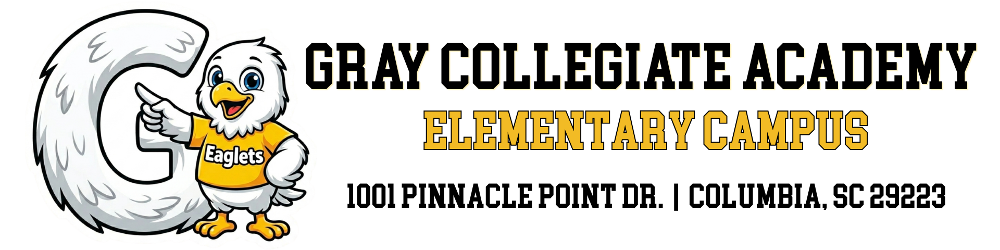 GRAY COLLEGIATE ACADEMY
ELEMENTARY CAMPUS
Eaglets
1001 PINNACLE POINT DR. | COLUMBIA, SC 29223